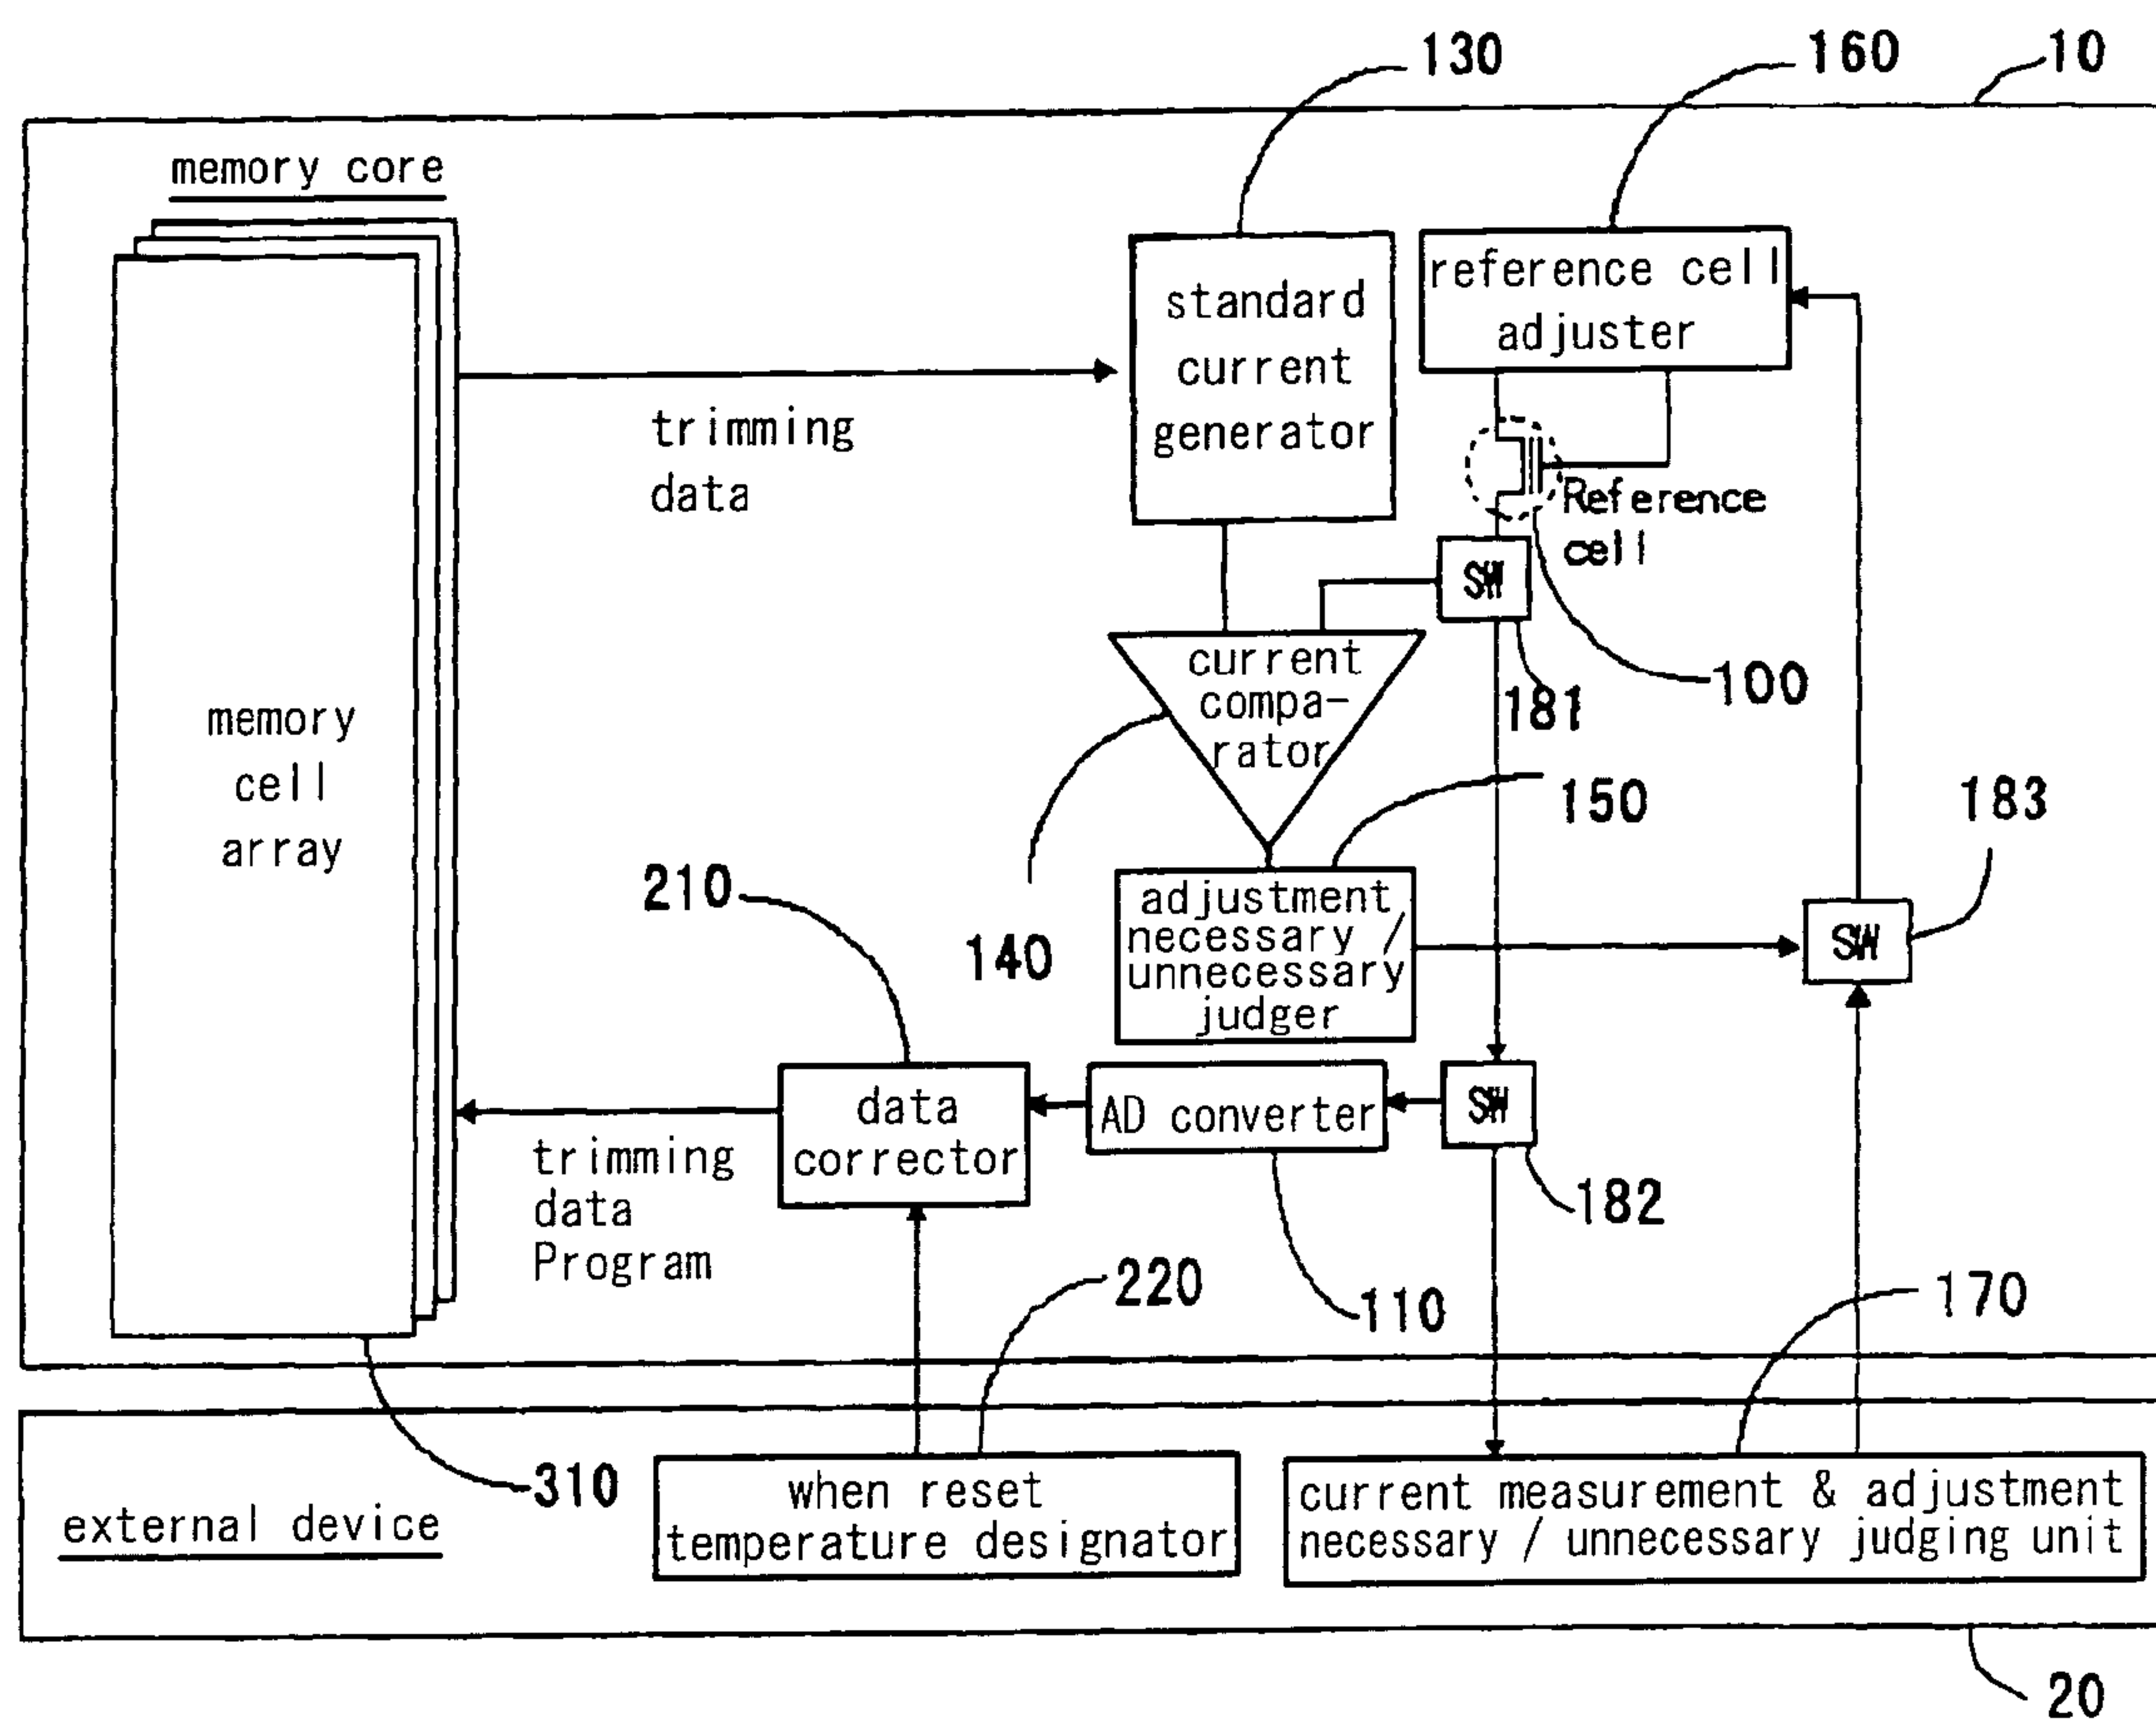 130
160
10
memory core
standard
current
generator
reference cell
adjuster
trimming
data
Reference
cell
SW
100
181
current
compa-
rator
memory
cell
array
150
183
210
140
adjustment
necessary /
unnecessary
judger
SW
data
corrector
AD converter
SW
182
trimming
data
Program
220
110
170
310
external device
when reset
temperature designator
current measurement & adjustment
necessary / unnecessary judging unit
20